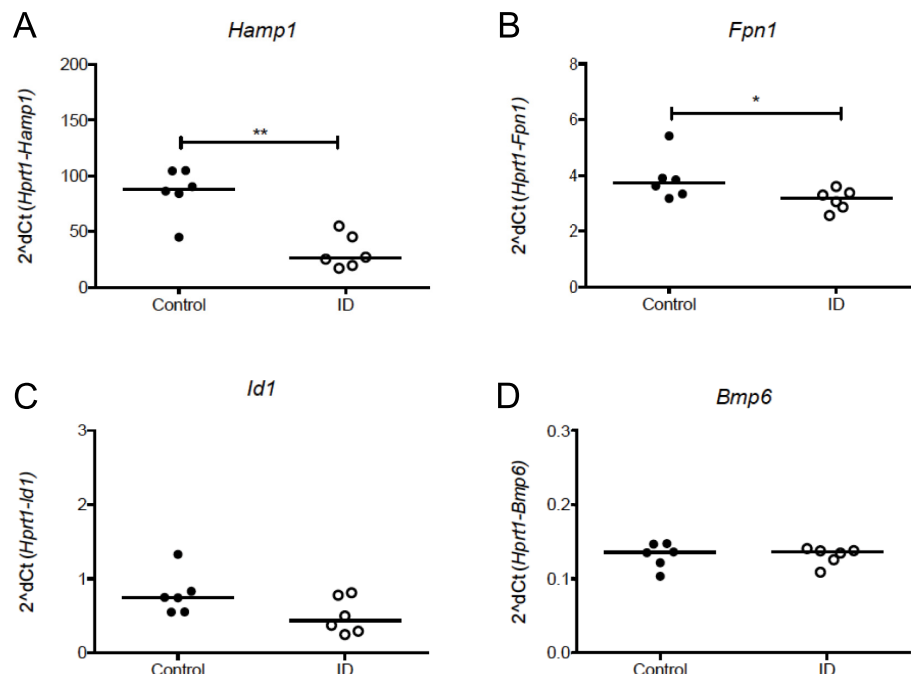 A
Hamp1
2^dCt (Hprt1-Hamp1)
200
150
100
50
0
**
Control
ID
B
Fpn1
2^dCt (Hprt1-Fpn1)
8
6
4
2
0
*
Control
ID
C
Id1
2^dCt (Hprt1-Id1)
3
2
1
0
Control
ID
D
Bmp6
2^dCt (Hprt1-Bmp6)
0.3
0.2
0.1
0.0
Control
ID